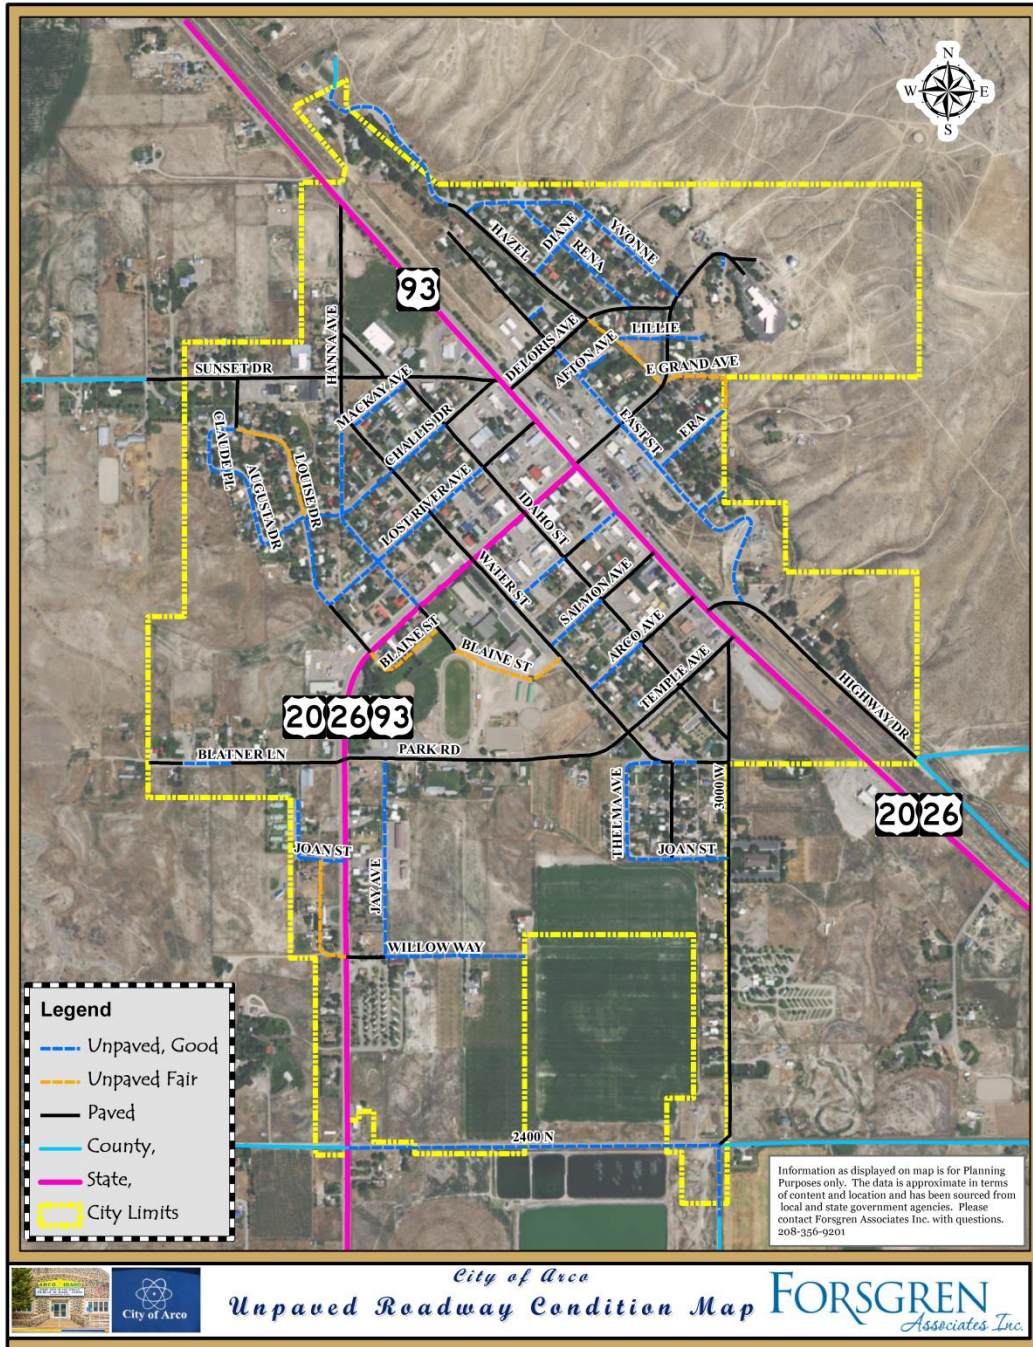 N
W
E
S
HAZEL
DIANE
RENA
YVONNE
93
HANNA AVE
DELORIS AVE
AFTON AVE
LILLIE
E GRAND AVE
SUNSET DR
MACKAY AVE
CHALLIS DR
EAST ST
ERA
CLAUDE PL
AUGUSTA DR
LOUISE DR
LOST RIVER AVE
IDAHO ST
WATER ST
SALMON AVE
BLAINE ST
BLAINE ST
ARCO AVE
TEMPLE AVE
HIGHWAY DR
20 26 93
BLATNER LN
PARK RD
THELMA AVE
3000 W
20 26
JOAN ST
JAY AVE
JOAN ST
WILLOW WAY
2400 N
Legend
Unpaved, Good
Unpaved Fair
Paved
County,
State,
City Limits
Information as displayed on map is for Planning
Purposes only. The data is approximate in terms
of content and location and has been sourced from
local and state government agencies. Please
contact Forsgren Associates Inc. with questions.
208-356-9201
ARCO IDAHO
City of Arco
City of Arco
Unpaved Roadway Condition Map
FORSGREN
Associates Inc.